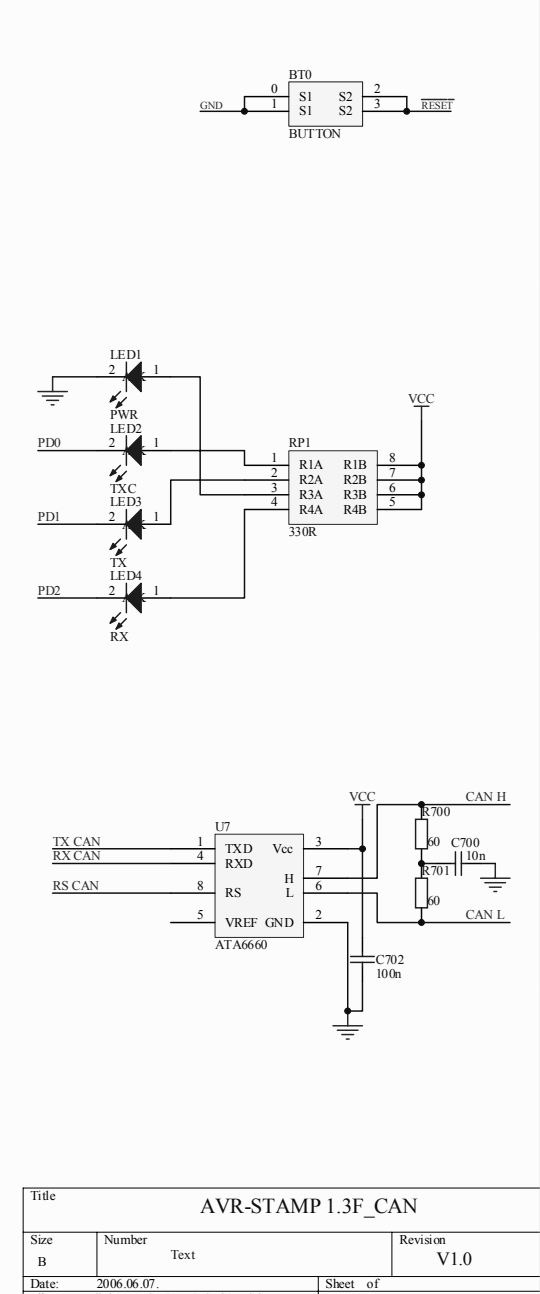 BT0
0 S1 S2 2
GND 1 S1 S2 3 RESET
BUTTON
LED1
2 1
PWR
VCC
LED2
PD0 2 1
RP1
1 R1A R1B 8
2 R2A R2B 7
3 R3A R3B 6
4 R4A R4B 5
330R
TXC
LED3
PD1 2 1
TX
LED4
PD2 2 1
RX
VCC
CAN H
R700
60
C700
10n
R701
60
CAN L
U7
TX CAN 1 TXD Vcc 3
RX CAN 4 RXD
H 7
RS CAN 8 RS L 6
5 VREF GND 2
ATA6660
C702
100n
Title
AVR-STAMP 1.3F_CAN
Size Number Revision
B Text V1.0
Date: 2006.06.07. Sheet of